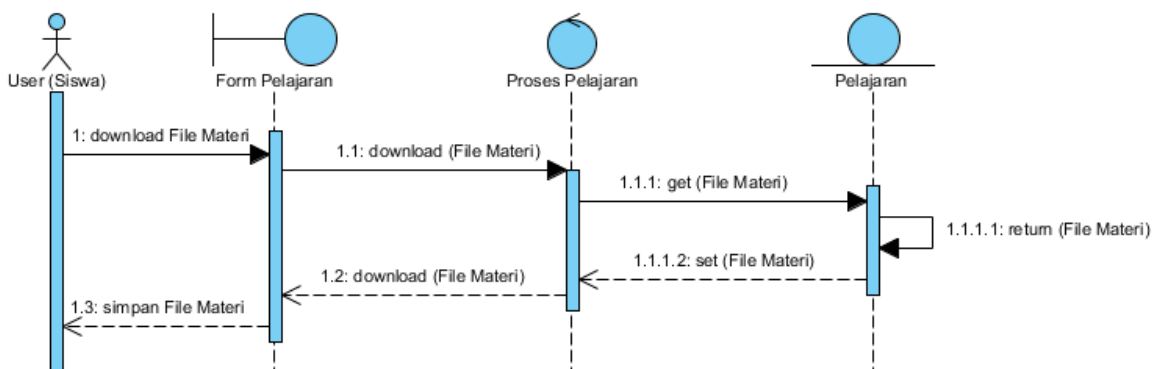 User (Siswa)
Form Pelajaran
Proses Pelajaran
Pelajaran
1: download File Materi
1.1: download (File Materi)
1.1.1: get (File Materi)
1.1.1.1: return (File Materi)
1.1.1.2: set (File Materi)
1.2: download (File Materi)
1.3: simpan File Materi